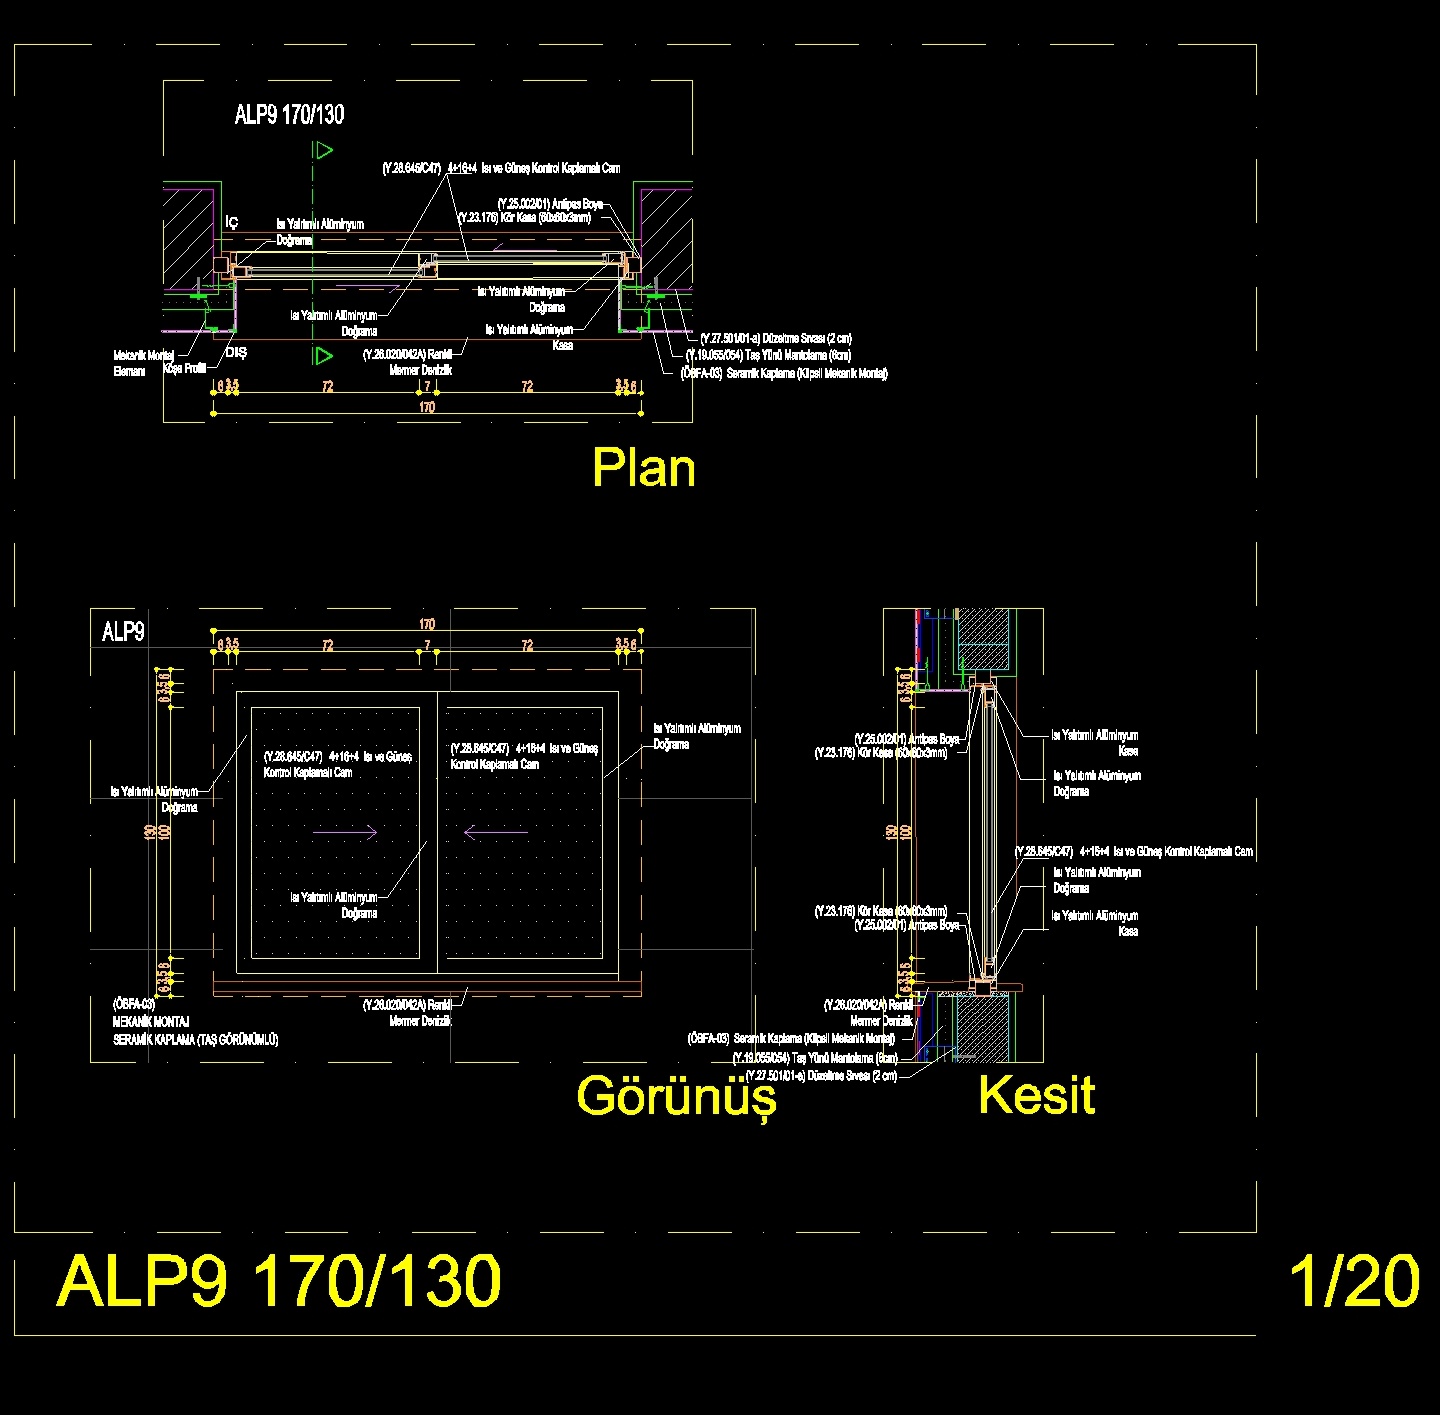 ALP9 170/130
(Y.28.645/C47) 4+16+4 Isı ve Güneş Kontrol Kaplamalı Cam
(Y.25.002/01) Antipas Boya
(Y.23.176) Kör Kasa (60x60x3mm)
İÇ
Isı Yalıtımlı Alüminyum
Doğrama
Isı Yalıtımlı Alüminyum
Doğrama
Isı Yalıtımlı Alüminyum
Doğrama
Isı Yalıtımlı Alüminyum
Kasa
(Y.27.501/01-a) Düzeltme Sıvası (2 cm)
(Y.19.055/054) Taş Yünü Mantolama (6cm)
(ÖBFA-03) Seramik Kaplama (Klipsli Mekanik Montaj)
DIŞ
Mekanik Montaj
Elemanı
Köşe Profili
(Y.26.020/042A) Renkli
Mermer Denizlik
6 3.5 72 7 72 3.5 6
170
Plan
ALP9
170
6 3.5 72 7 72 3.5 6
6 3.5 6
130 100
6 3.5 6
(Y.28.645/C47) 4+16+4 Isı ve Güneş
Kontrol Kaplamalı Cam
(Y.28.645/C47) 4+16+4 Isı ve Güneş
Kontrol Kaplamalı Cam
Isı Yalıtımlı Alüminyum
Doğrama
Isı Yalıtımlı Alüminyum
Doğrama
Isı Yalıtımlı Alüminyum
Doğrama
(ÖBFA-03)
MEKANİK MONTAJ
SERAMİK KAPLAMA (TAŞ GÖRÜNÜMLÜ)
(Y.26.020/042A) Renkli
Mermer Denizlik
Görünüş
6 3.5 6
130 100
6 3.5 6
(Y.25.002/01) Antipas Boya
(Y.23.176) Kör Kasa (60x60x3mm)
Isı Yalıtımlı Alüminyum
Kasa
Isı Yalıtımlı Alüminyum
Doğrama
(Y.28.645/C47) 4+16+4 Isı ve Güneş Kontrol Kaplamalı Cam
Isı Yalıtımlı Alüminyum
Doğrama
(Y.23.176) Kör Kasa (60x60x3mm)
(Y.25.002/01) Antipas Boya
Isı Yalıtımlı Alüminyum
Kasa
(Y.26.020/042A) Renkli
Mermer Denizlik
(ÖBFA-03) Seramik Kaplama (Klipsli Mekanik Montaj)
(Y.19.055/054) Taş Yünü Mantolama (6cm)
(Y.27.501/01-a) Düzeltme Sıvası (2 cm)
Kesit
ALP9 170/130
1/20